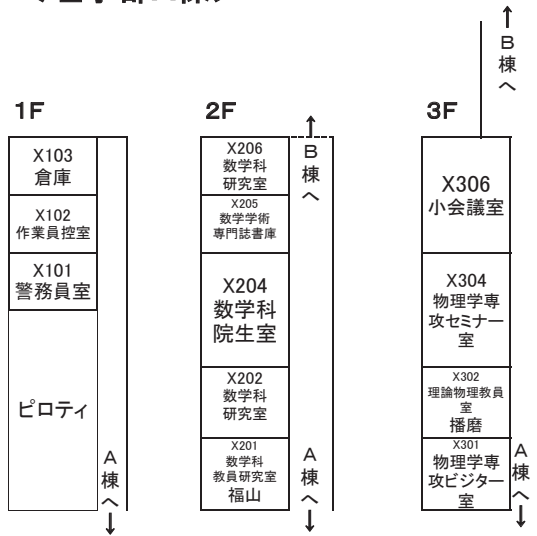 B棟へ
1F
2F
3F
X103
倉庫
X102
作業員控室
X101
警務員室
ピロティ
A棟へ
X206
数学科
研究室
X205
数学学術
専門誌書庫
X204
数学科
院生室
X202
数学科
研究室
X201
数学科
教員研究室
福山
B棟へ
A棟へ
X306
小会議室
X304
物理学専
攻セミナー
室
X302
理論物理教員
室
播磨
X301
物理学専
攻ビジター
室
A棟へ